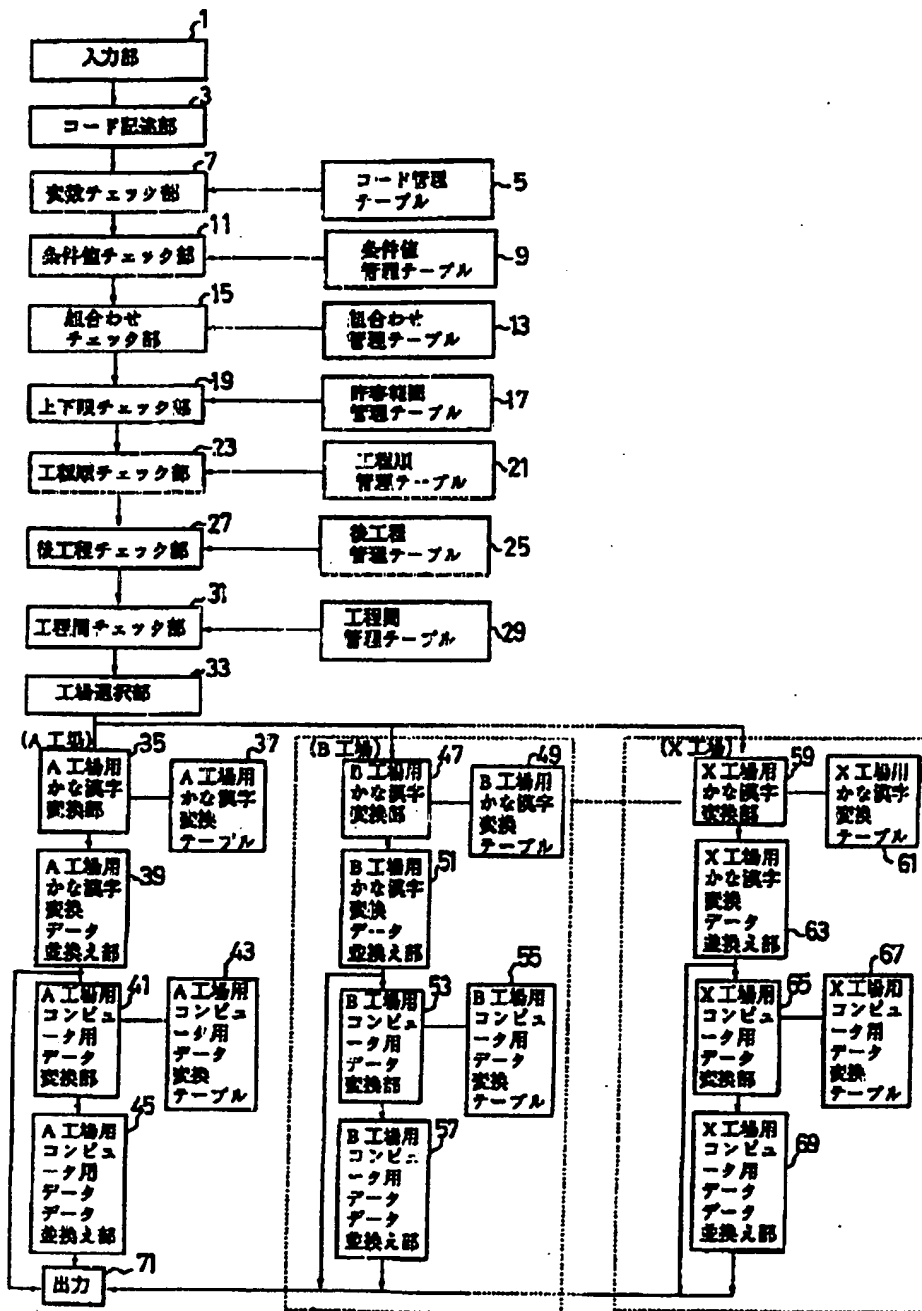 1
入力部
3
コード記述部
7
変数チェック部
コード管理
テーブル
5
11
条件値チェック部
条件値
管理テーブル
9
15
組合わせ
チェック部
組合わせ
管理テーブル
13
19
上下限チェック部
許容範囲
管理テーブル
17
23
工程順チェック部
工程順
管理テーブル
21
27
後工程チェック部
後工程
管理テーブル
25
31
工程間チェック部
工程間
管理テーブル
29
33
工場選択部
(A工場)
35
A工場用
かな漢字
変換部
37
A工場用
かな漢字
変換
テーブル
39
A工場用
かな漢字
変換
データ
並換え部
41
A工場用
コンピュ
ータ用
データ
変換部
43
A工場用
コンピュ
ータ用
データ
変換
テーブル
45
A工場用
コンピュ
ータ用
データ
データ
並換え部
71
出力
(B工場)
47
B工場用
かな漢字
変換部
49
B工場用
かな漢字
変換
テーブル
51
B工場用
かな漢字
変換
データ
並換え部
53
B工場用
コンピュ
ータ用
データ
変換部
55
B工場用
コンピュ
ータ用
データ
変換
テーブル
57
B工場用
コンピュ
ータ用
データ
データ
並換え部
(X工場)
59
X工場用
かな漢字
変換部
X工場用
かな漢字
変換
テーブル
61
X工場用
かな漢字
変換
データ
並換え部
63
65
X工場用
コンピュ
ータ用
データ
変換部
67
X工場用
コンピュ
ータ用
データ
変換
テーブル
X工場用
コンピュ
ータ用
データ
データ
並換え部
69